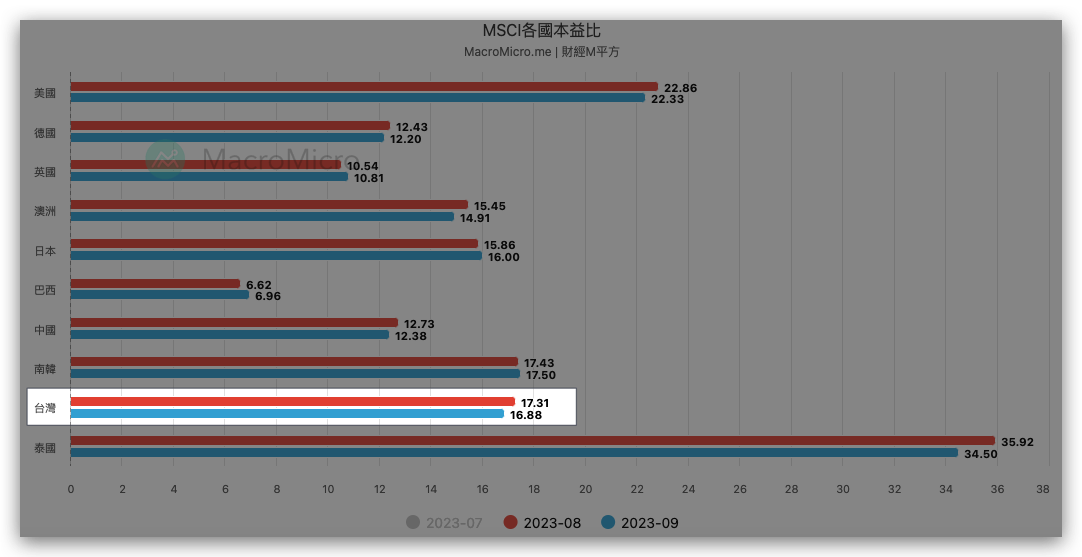 MSCI各國本益比
MacroMicro.me | 財經M平方
MacroMicro
美國 22.86
22.33
德國 12.43
12.20
英國 10.54
10.81
澳洲 15.45
14.91
日本 15.86
16.00
巴西 6.62
6.96
中國 12.73
12.38
南韓 17.43
17.50
台灣 17.31
16.88
泰國 35.92
34.50
0 2 4 6 8 10 12 14 16 18 20 22 24 26 28 30 32 34 36 38
2023-07 2023-08 2023-09